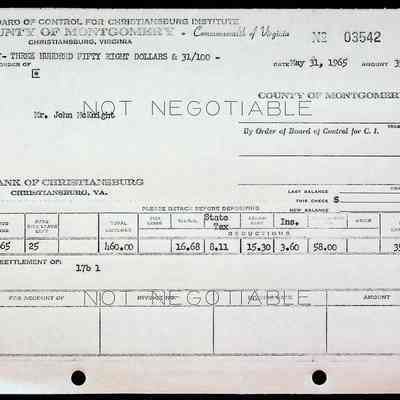 BOARD OF CONTROL FOR CHRISTIANSBURG INSTITUTE
COUNTY OF MONTGOMERY - Commonwealth of Virginia
No 03542
CHRISTIANSBURG, VIRGINIA
- THREE HUNDRED FIFTY EIGHT DOLLARS & 31/100 -
ORDER OF
DATE May 31, 1965
AMOUNT
NOT NEGOTIABLE
COUNTY OF MONTGOMERY
Mr. John McKnight
By Order of Board of Control for C. I.
BANK OF CHRISTIANSBURG
CHRISTIANSBURG, VA.
LAST BALANCE
THIS CHECK $
NEW BALANCE
PLEASE DETACH BEFORE DEPOSITING
State Tax
Ins.
DEDUCTIONS
65 25 460.00 16.68 8.11 15.30 3.60 58.00 35
SETTLEMENT OF:
17b 1
FOR ACCOUNT OF
AMOUNT
NOT NEGOTIABLE